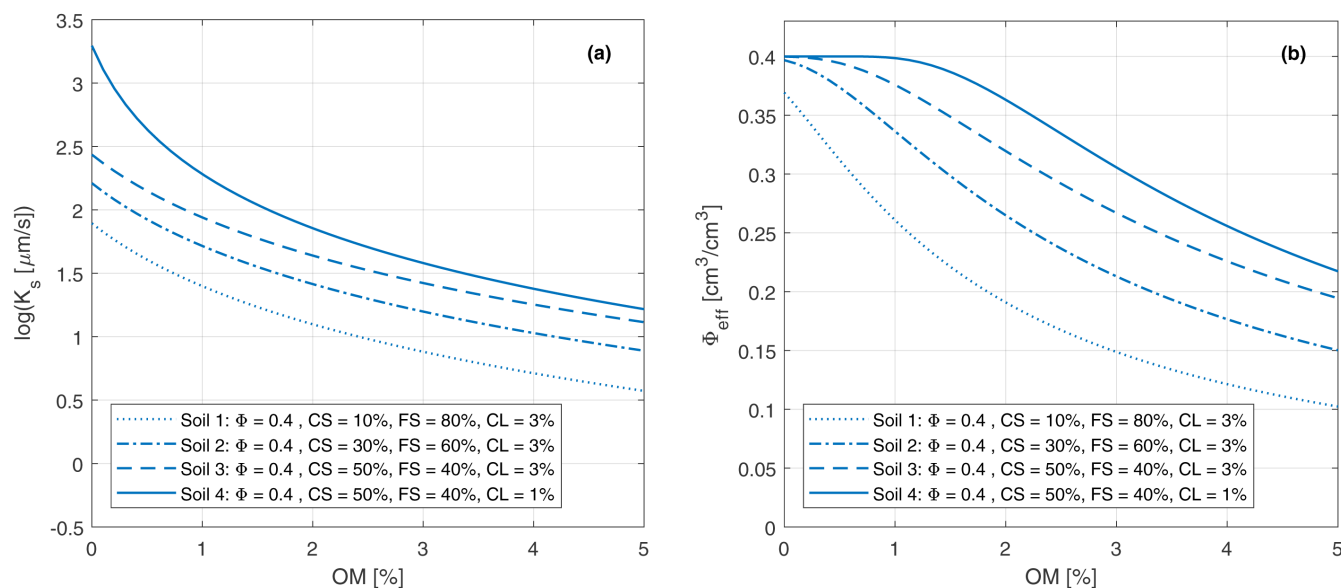 3.5
3
2.5
2
1.5
1
0.5
0
-0.5
log(K_s [μm/s])
(a)
Soil 1: Φ = 0.4 , CS = 10%, FS = 80%, CL = 3%
Soil 2: Φ = 0.4 , CS = 30%, FS = 60%, CL = 3%
Soil 3: Φ = 0.4 , CS = 50%, FS = 40%, CL = 3%
Soil 4: Φ = 0.4 , CS = 50%, FS = 40%, CL = 1%
0 1 2 3 4 5
OM [%]
0.4
0.35
0.3
0.25
0.2
0.15
0.1
0.05
0
Φ_eff [cm³/cm³]
(b)
Soil 1: Φ = 0.4 , CS = 10%, FS = 80%, CL = 3%
Soil 2: Φ = 0.4 , CS = 30%, FS = 60%, CL = 3%
Soil 3: Φ = 0.4 , CS = 50%, FS = 40%, CL = 3%
Soil 4: Φ = 0.4 , CS = 50%, FS = 40%, CL = 1%
0 1 2 3 4 5
OM [%]